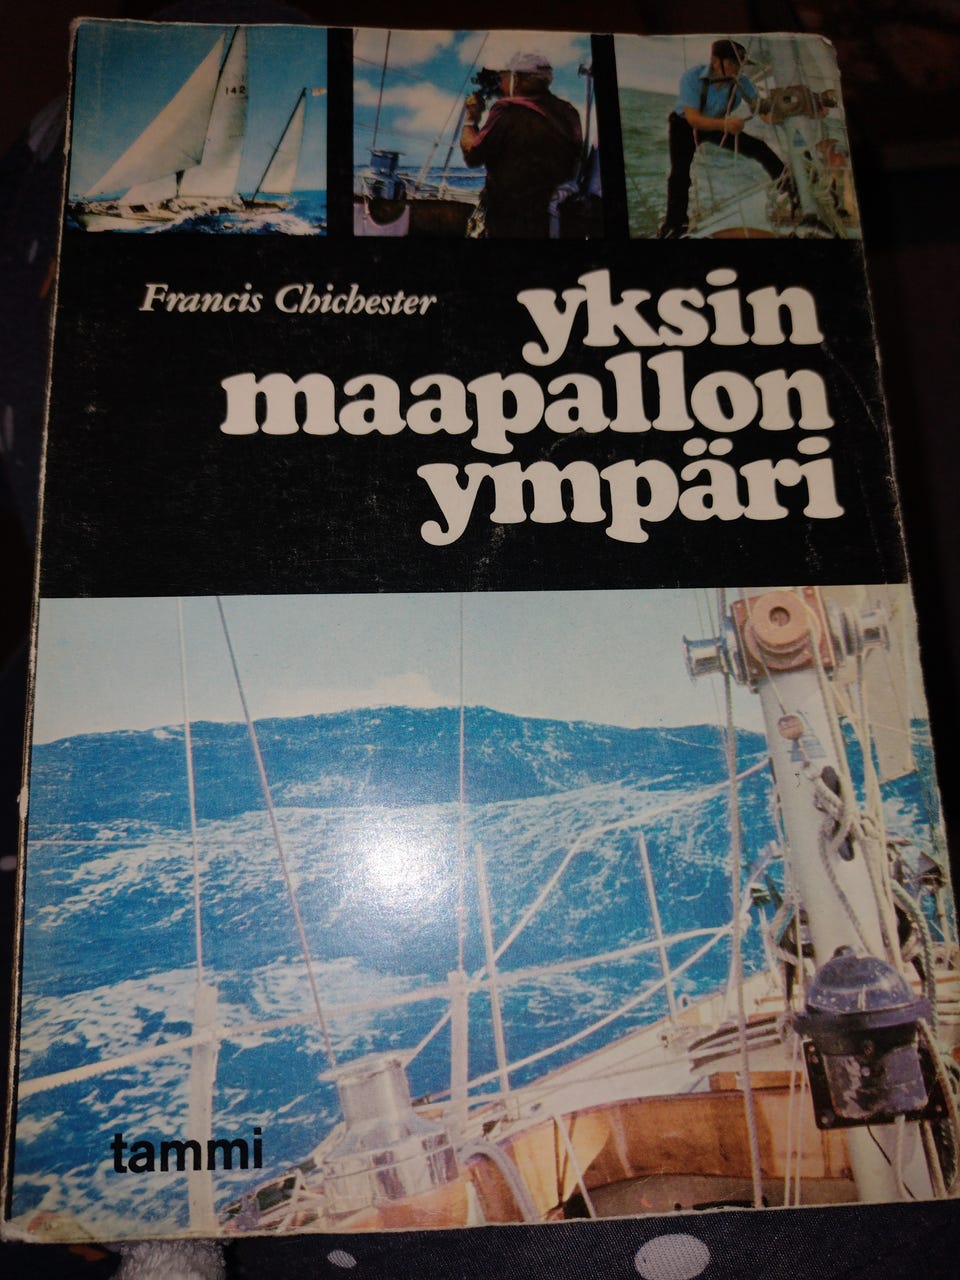 142
Francis Chichester
yksin
maapallon
ympäri
tammi